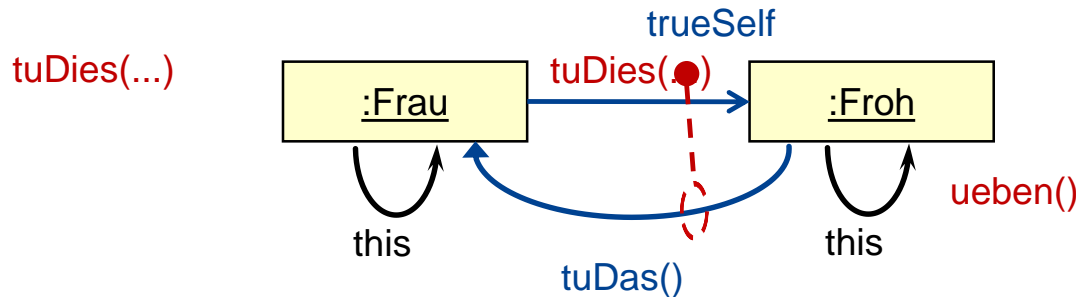 trueSelf
tuDies(...)
tuDies(...)
:Frau
:Froh
ueben()
this
this
tuDas()